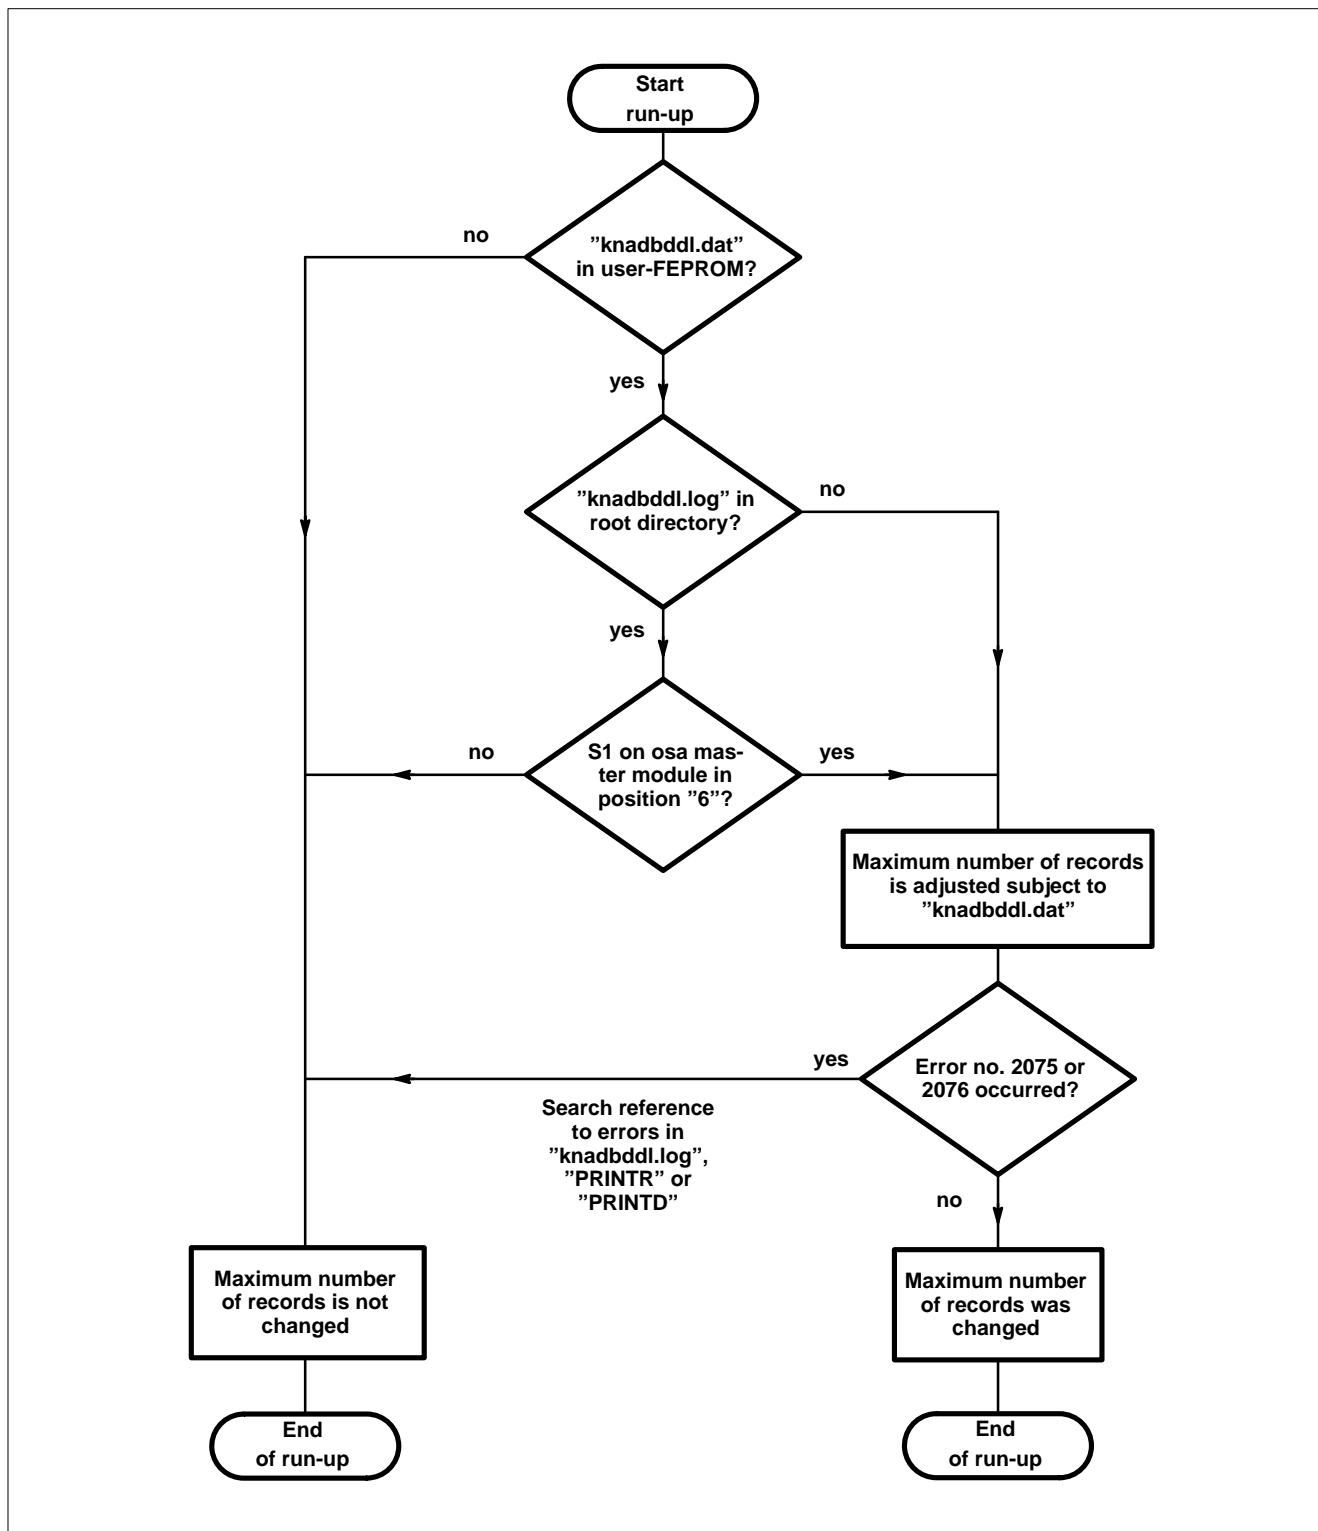 Start
run-up
no
”knadbddl.dat”
in user-FEPROM?
yes
”knadbddl.log” in
root directory?
no
yes
no
S1 on osa mas-
ter module in
position ”6”?
yes
Maximum number of records
is adjusted subject to
”knadbddl.dat”
yes
Error no. 2075 or
2076 occurred?
Search reference
to errors in
”knadbddl.log”,
”PRINTR” or
”PRINTD”
no
Maximum number
of records is not
changed
Maximum number
of records was
changed
End
of run-up
End
of run-up